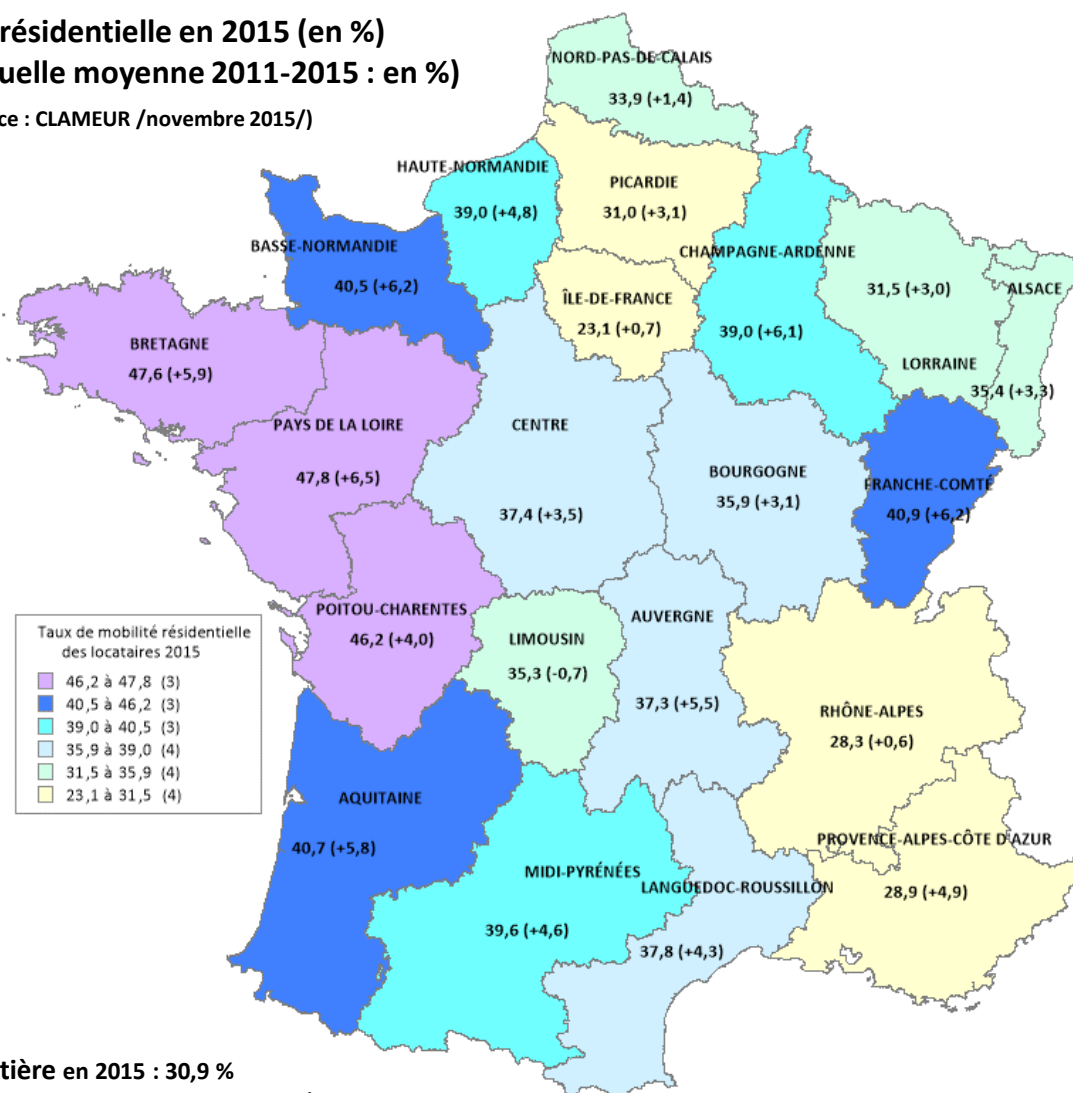 résidentielle en 2015 (en %)
uelle moyenne 2011-2015 : en %)
ce : CLAMEUR /novembre 2015/)
NORD-PAS-DE-CALAIS
33,9 (+1,4)
HAUTE-NORMANDIE
39,0 (+4,8)
PICARDIE
31,0 (+3,1)
BASSE-NORMANDIE
40,5 (+6,2)
CHAMPAGNE-ARDENNE
39,0 (+6,1)
ÎLE-DE-FRANCE
23,1 (+0,7)
31,5 (+3,0)
LORRAINE
ALSACE
35,4 (+3,3)
BRETAGNE
47,6 (+5,9)
PAYS DE LA LOIRE
47,8 (+6,5)
CENTRE
37,4 (+3,5)
BOURGOGNE
35,9 (+3,1)
FRANCHE-COMTÉ
40,9 (+6,2)
POITOU-CHARENTES
46,2 (+4,0)
LIMOUSIN
35,3 (-0,7)
AUVERGNE
37,3 (+5,5)
RHÔNE-ALPES
28,3 (+0,6)
Taux de mobilité résidentielle
des locataires 2015
46,2 à 47,8 (3)
40,5 à 46,2 (3)
39,0 à 40,5 (3)
35,9 à 39,0 (4)
31,5 à 35,9 (4)
23,1 à 31,5 (4)
AQUITAINE
40,7 (+5,8)
MIDI-PYRÉNÉES
39,6 (+4,6)
LANGUEDOC-ROUSSILLON
37,8 (+4,3)
PROVENCE-ALPES-CÔTE D'AZUR
28,9 (+4,9)
tière en 2015 : 30,9 %